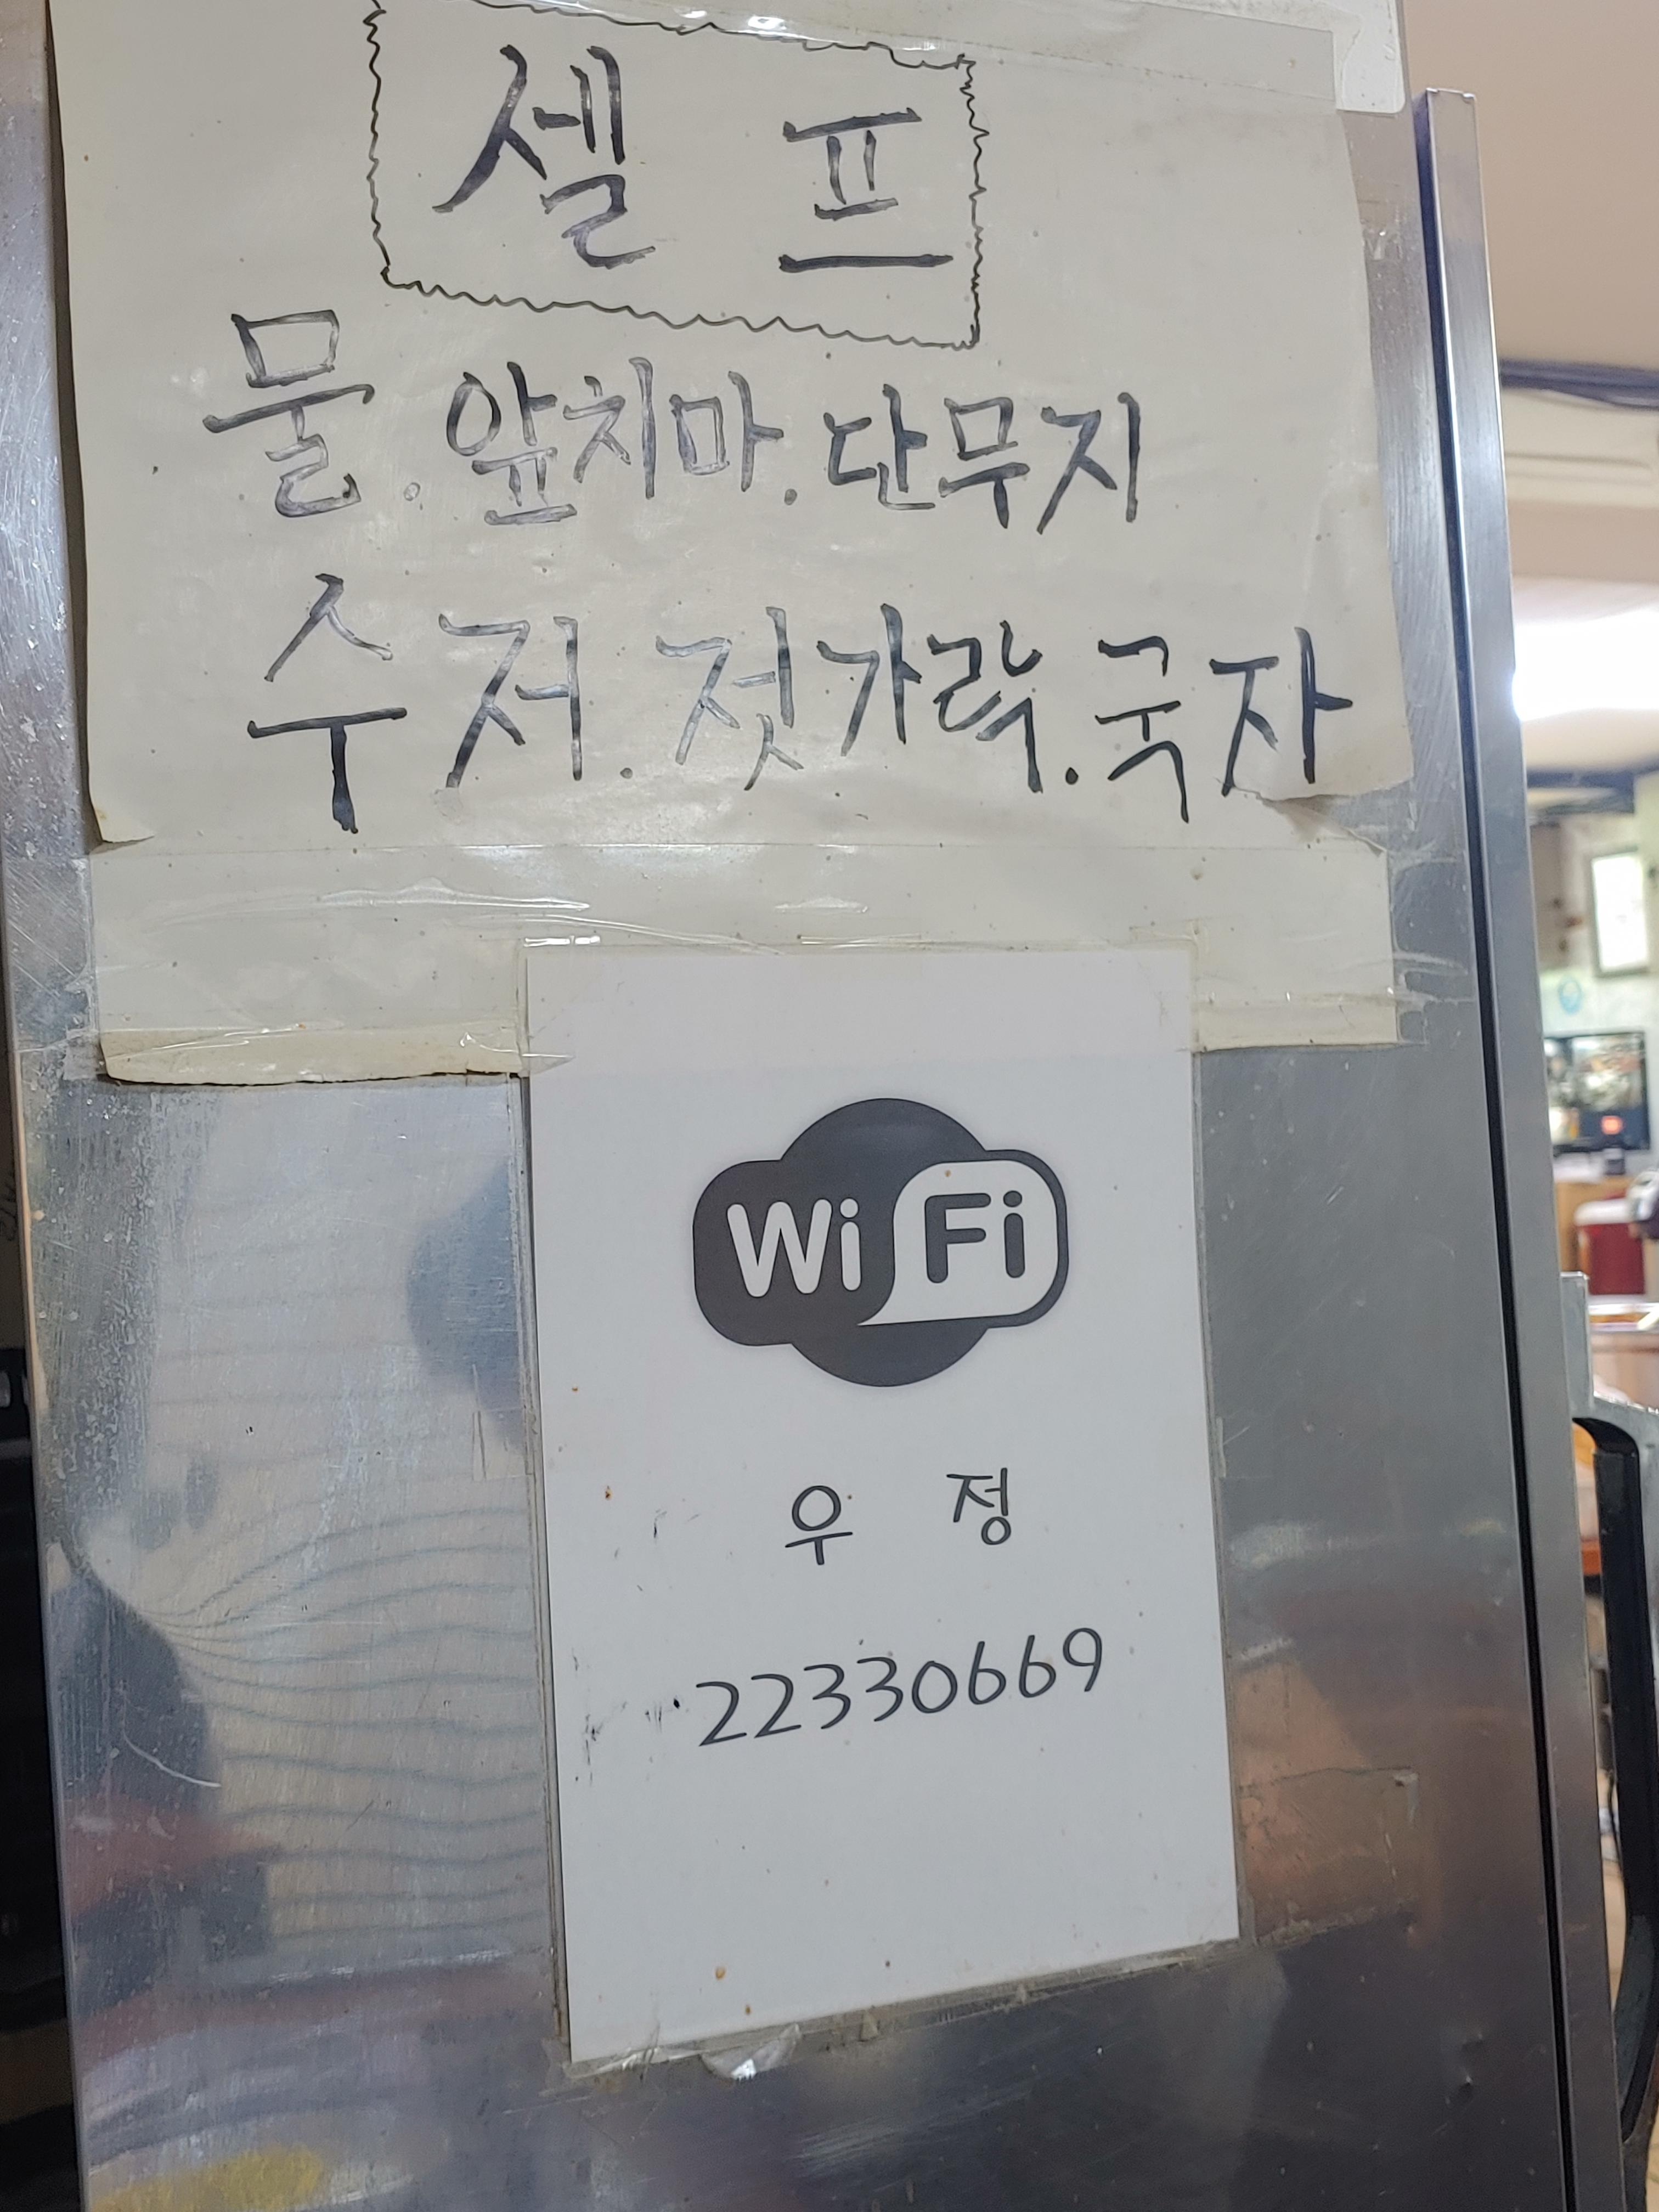 셀 프
물. 앞치마. 단무지
수저. 젓가락. 국자
WiFi
우 정
22330669